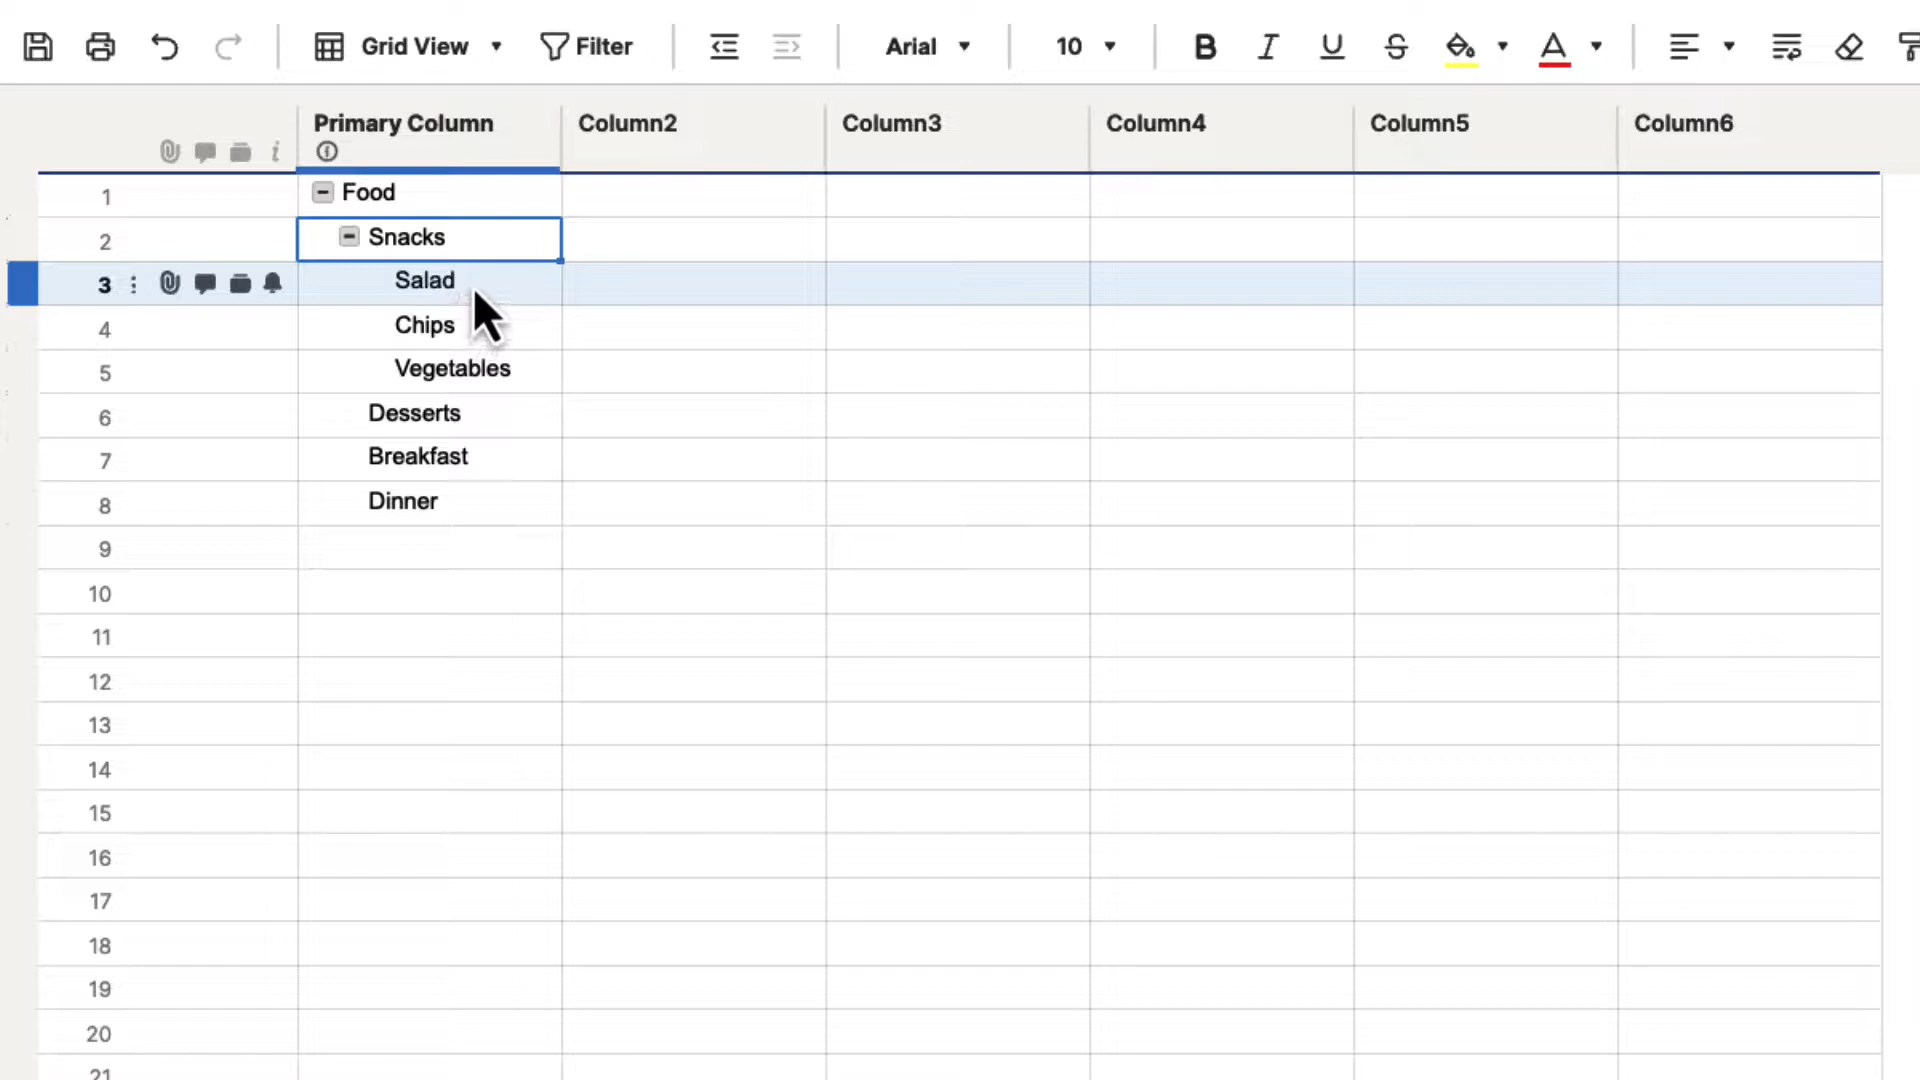 Grid View Filter Arial 10 B I U S A
Primary Column Column2 Column3 Column4 Column5 Column6
1 Food
2 Snacks
3 Salad
4 Chips
5 Vegetables
6 Desserts
7 Breakfast
8 Dinner
9
10
11
12
13
14
15
16
17
18
19
20
21